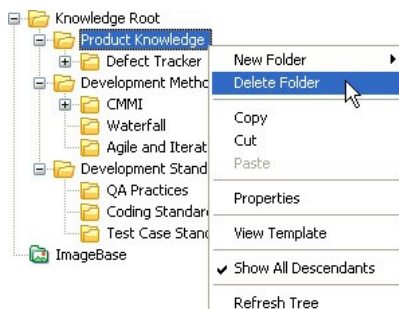 Knowledge Root
Product Knowledge
Defect Tracker
Development Metho
CMMI
Waterfall
Agile and Iterat
Development Stand
QA Practices
Coding Standar
Test Case Stan
ImageBase
New Folder
Delete Folder
Copy
Cut
Paste
Properties
View Template
Show All Descendants
Refresh Tree